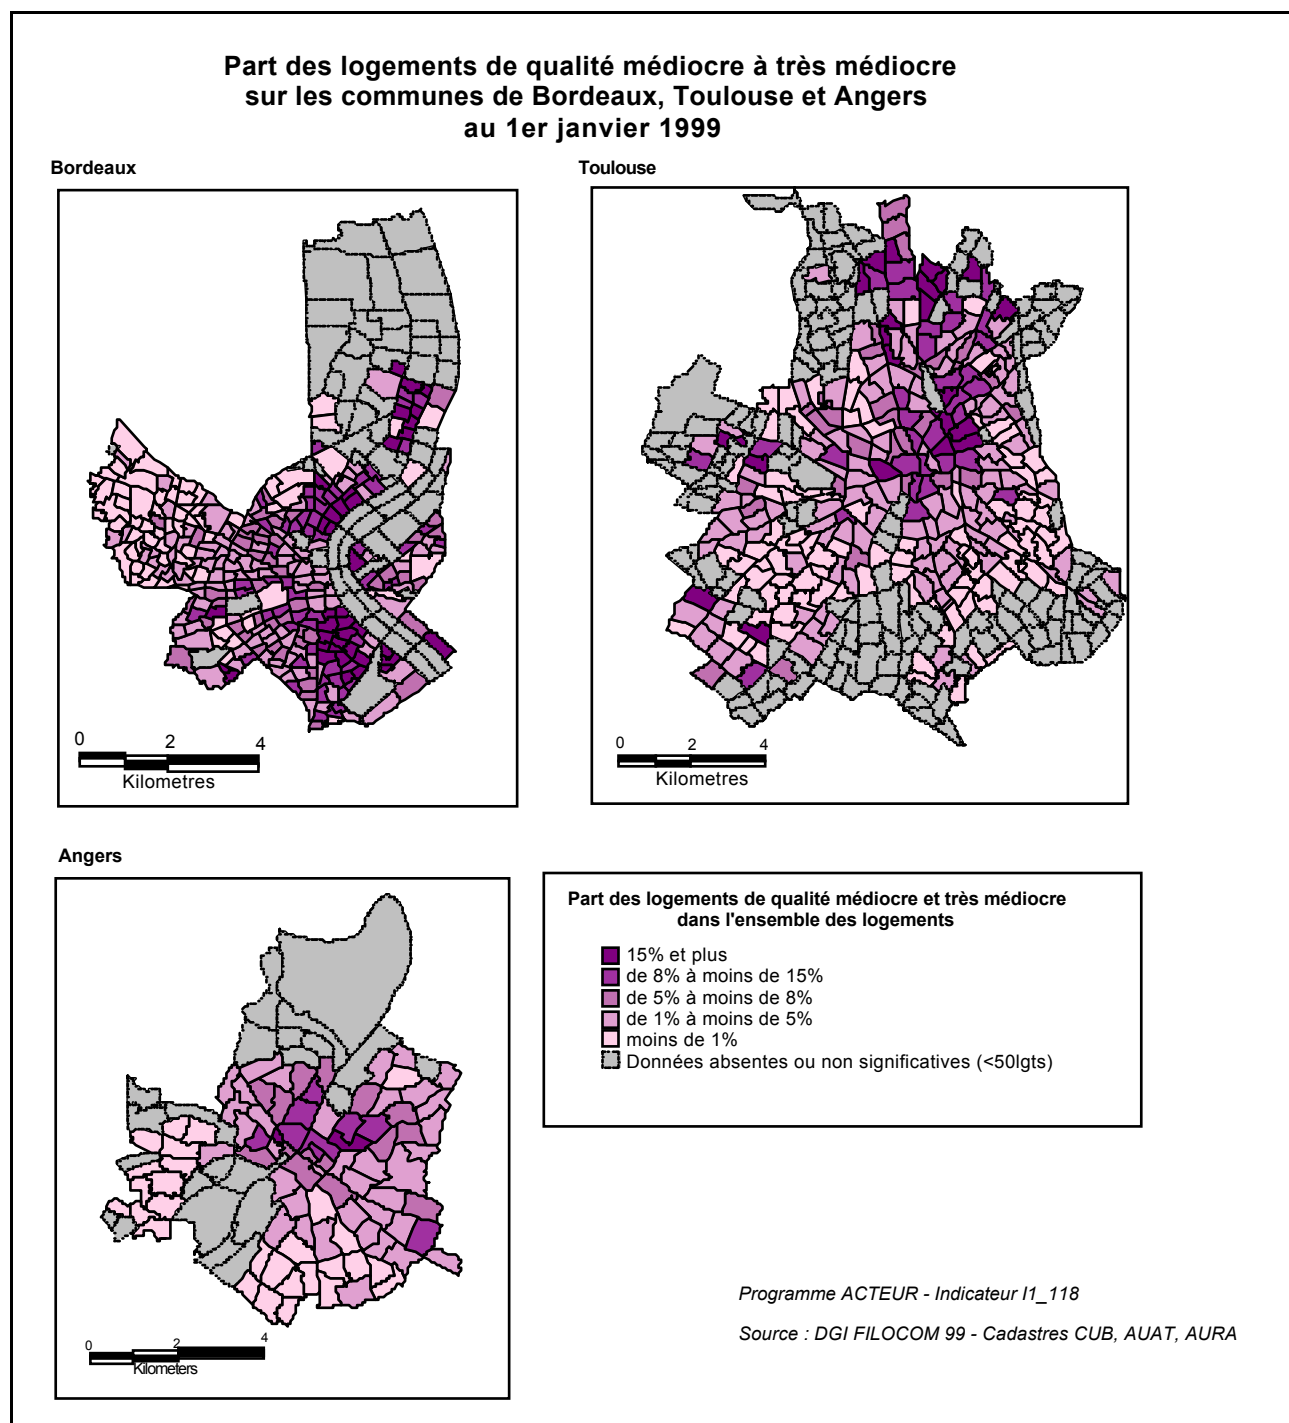 Part des logements de qualité médiocre à très médiocre
sur les communes de Bordeaux, Toulouse et Angers
au 1er janvier 1999
Bordeaux
Toulouse
0 2 4
Kilometres
0 2 4
Kilometres
Angers
0 2 4
Kilometers
Part des logements de qualité médiocre et très médiocre
dans l'ensemble des logements
15% et plus
de 8% à moins de 15%
de 5% à moins de 8%
de 1% à moins de 5%
moins de 1%
Données absentes ou non significatives (<50lgts)
Programme ACTEUR - Indicateur I1_118
Source : DGI FILOCOM 99 - Cadastres CUB, AUAT, AURA